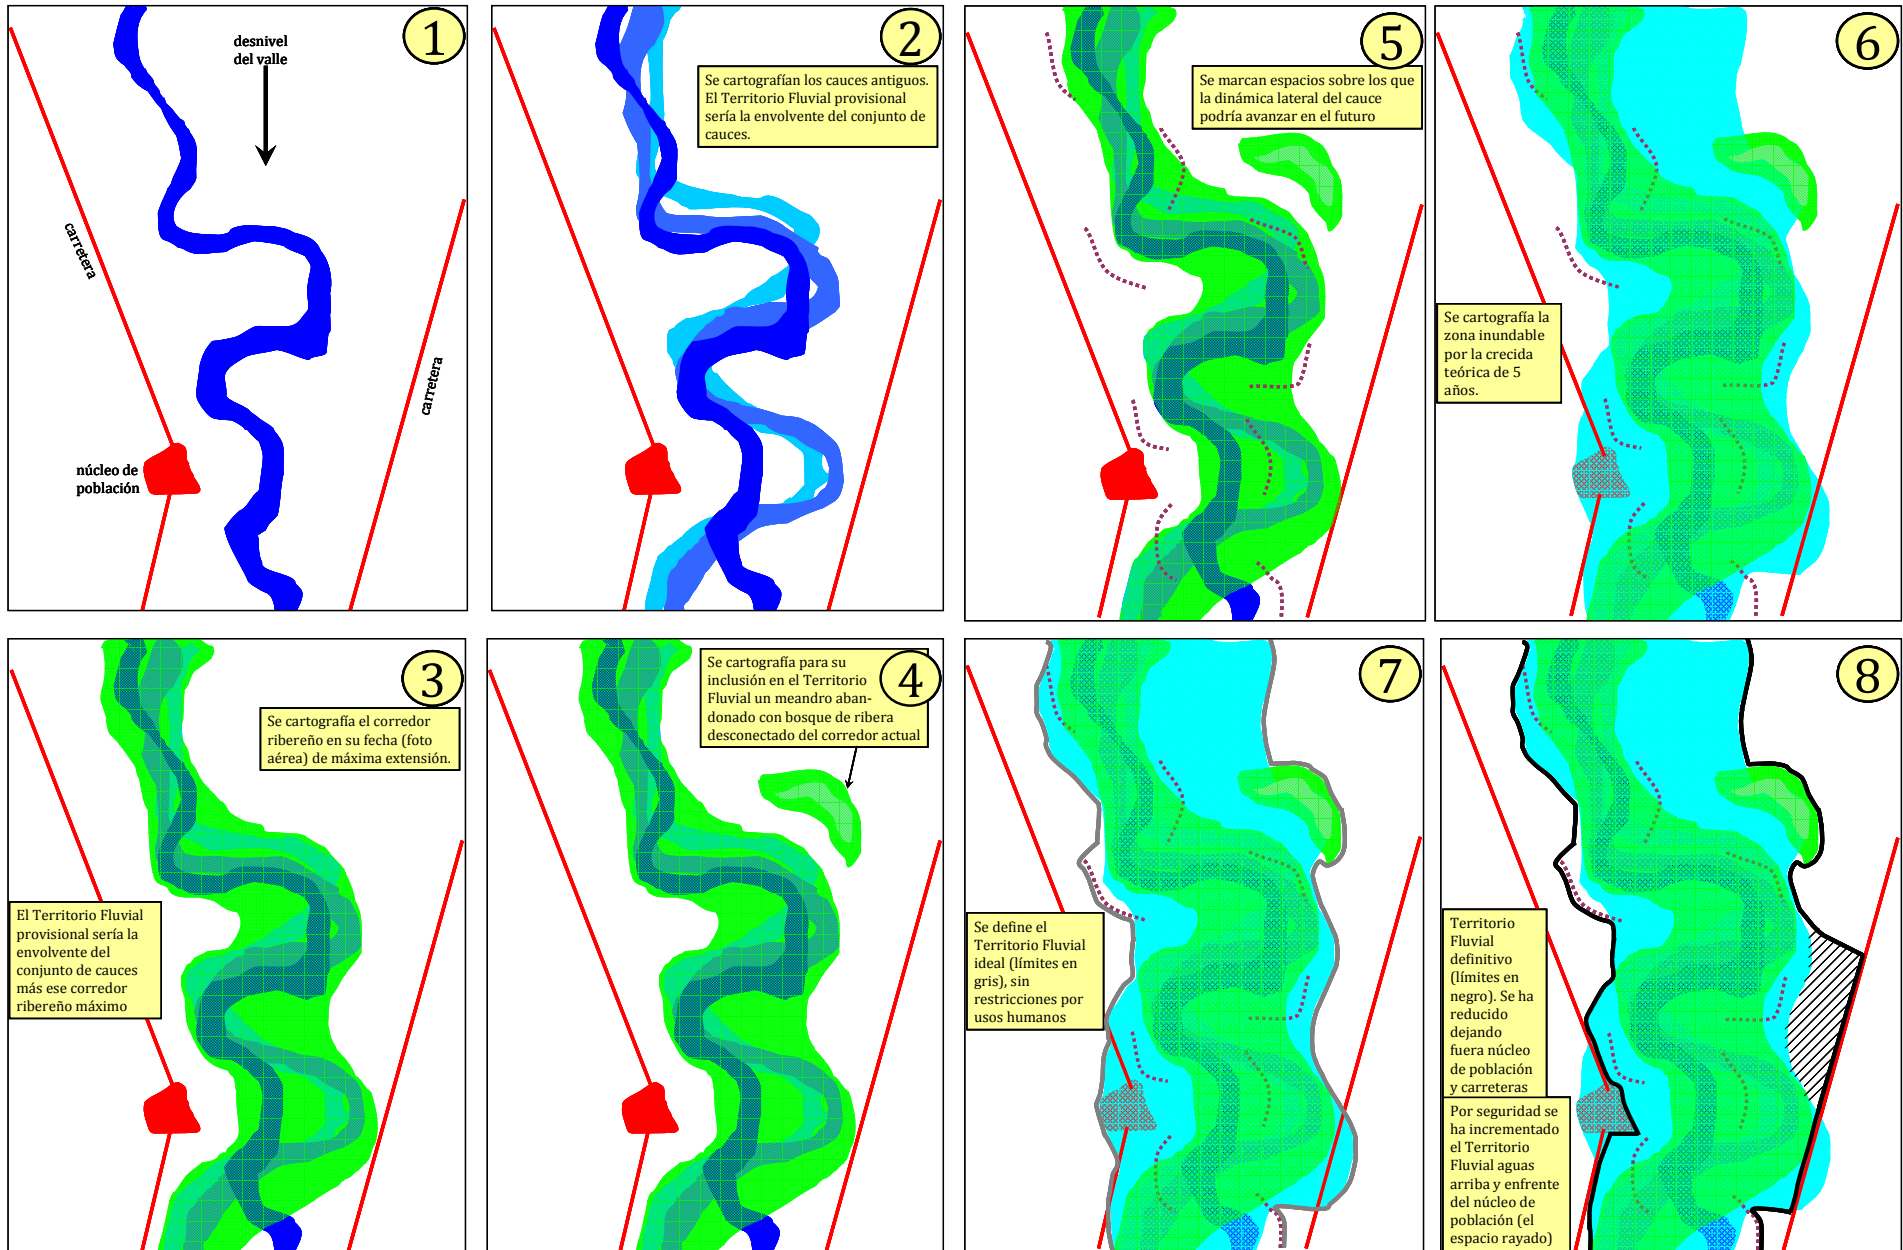 1
desnivel
del valle
carretera
carretera
núcleo de
población
2
Se cartografían los cauces antiguos.
El Territorio Fluvial provisional
sería la envolvente del conjunto de
cauces.
3
Se cartografía el corredor
ribereño en su fecha (foto
aérea) de máxima extensión.
El Territorio Fluvial
provisional sería la
envolvente del
conjunto de cauces
más ese corredor
ribereño máximo
4
Se cartografía para su
inclusión en el Territorio
Fluvial un meandro aban-
donado con bosque de ribera
desconectado del corredor actual
5
Se marcan espacios sobre los que
la dinámica lateral del cauce
podría avanzar en el futuro
6
Se cartografía la
zona inundable
por la crecida
teórica de 5
años.
7
Se define el
Territorio Fluvial
ideal (límites en
gris), sin
restricciones por
usos humanos
8
Territorio
Fluvial
definitivo
(límites en
negro). Se ha
reducido
dejando
fuera núcleo
de población
y carreteras
Por seguridad se
ha incrementado
el Territorio
Fluvial aguas
arriba y enfrente
del núcleo de
población (el
espacio rayado)